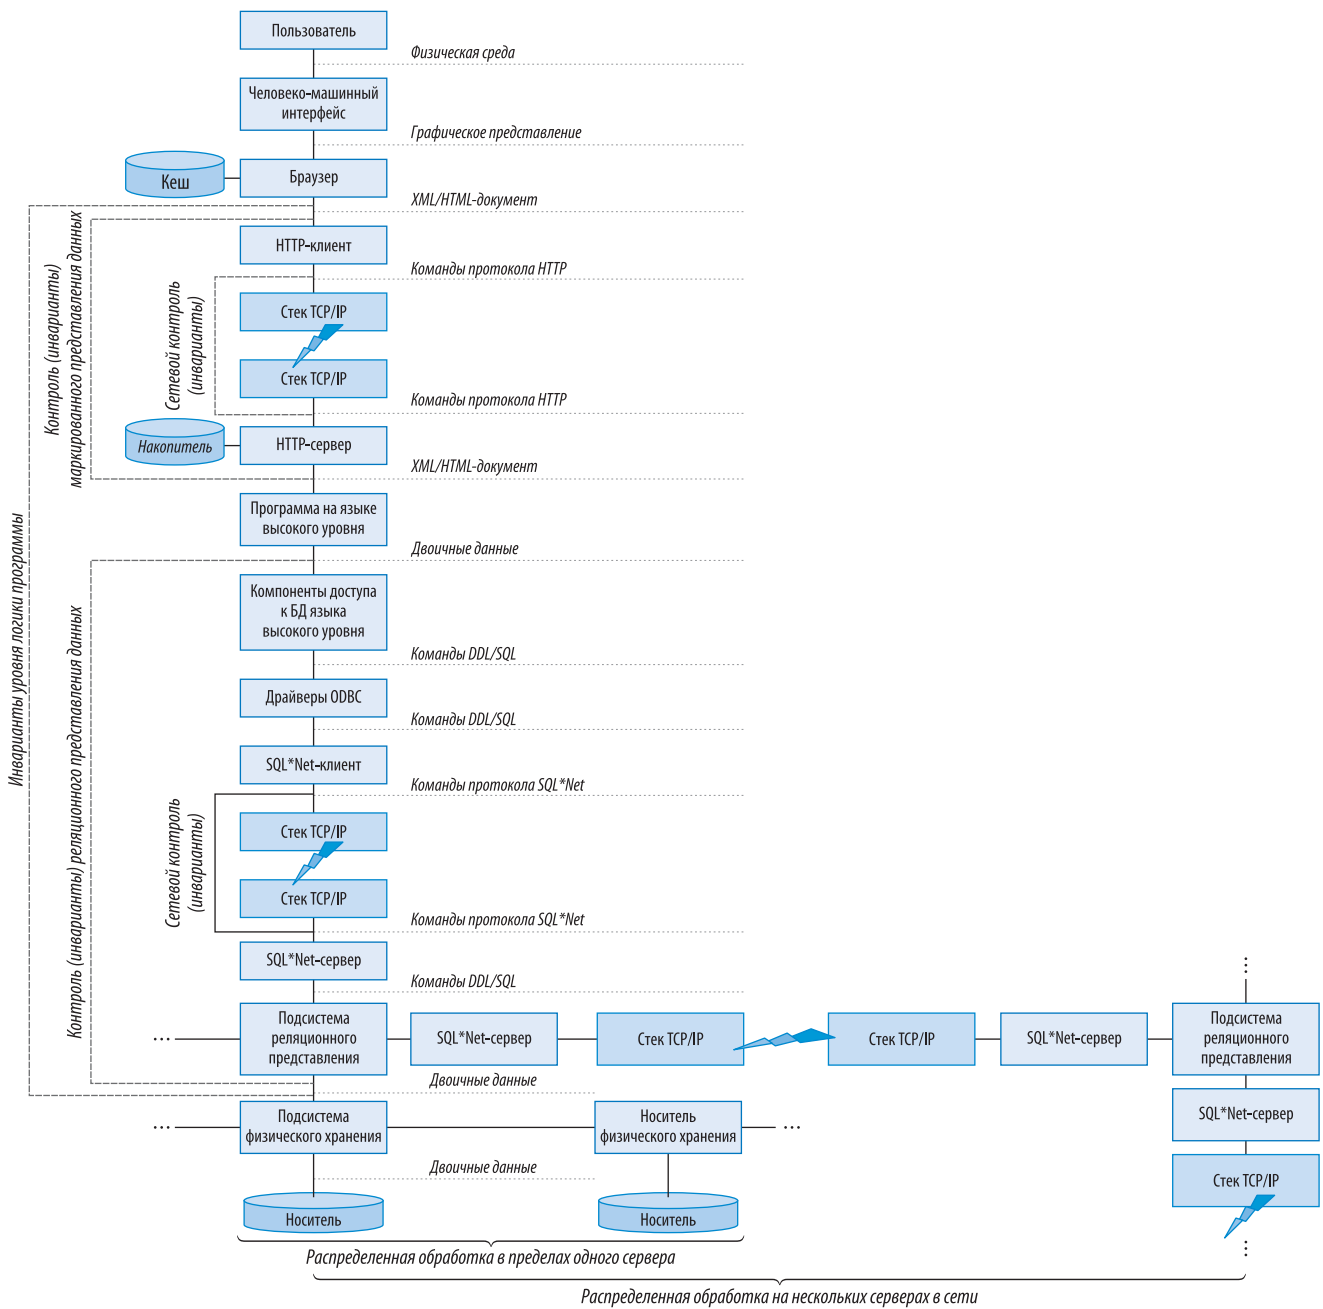 Пользователь
Физическая среда
Человеко-машинный
интерфейс
Графическое представление
Кеш
Браузер
XML/HTML-документ
HTTP-клиент
Команды протокола HTTP
Контроль (инварианты)
маркированного представления данных
Сетевой контроль
(инварианты)
Стек TCP/IP
Стек TCP/IP
Команды протокола HTTP
Накопитель
HTTP-сервер
XML/HTML-документ
Программа на языке
высокого уровня
Двоичные данные
Инварианты уровня логики программы
Контроль (инварианты) реляционного представления данных
Компоненты доступа
к БД языка
высокого уровня
Команды DDL/SQL
Драйверы ODBC
Команды DDL/SQL
SQL*Net-клиент
Команды протокола SQL*Net
Сетевой контроль
(инварианты)
Стек TCP/IP
Стек TCP/IP
Команды протокола SQL*Net
SQL*Net-сервер
Команды DDL/SQL
...
...
Подсистема
реляционного
представления
SQL*Net-сервер
Стек TCP/IP
Стек TCP/IP
SQL*Net-сервер
Подсистема
реляционного
представления
Двоичные данные
...
Подсистема
физического хранения
Носитель
физического хранения
...
SQL*Net-сервер
Двоичные данные
Стек TCP/IP
Носитель
Носитель
...
Распределенная обработка в пределах одного сервера
Распределенная обработка на нескольких серверах в сети